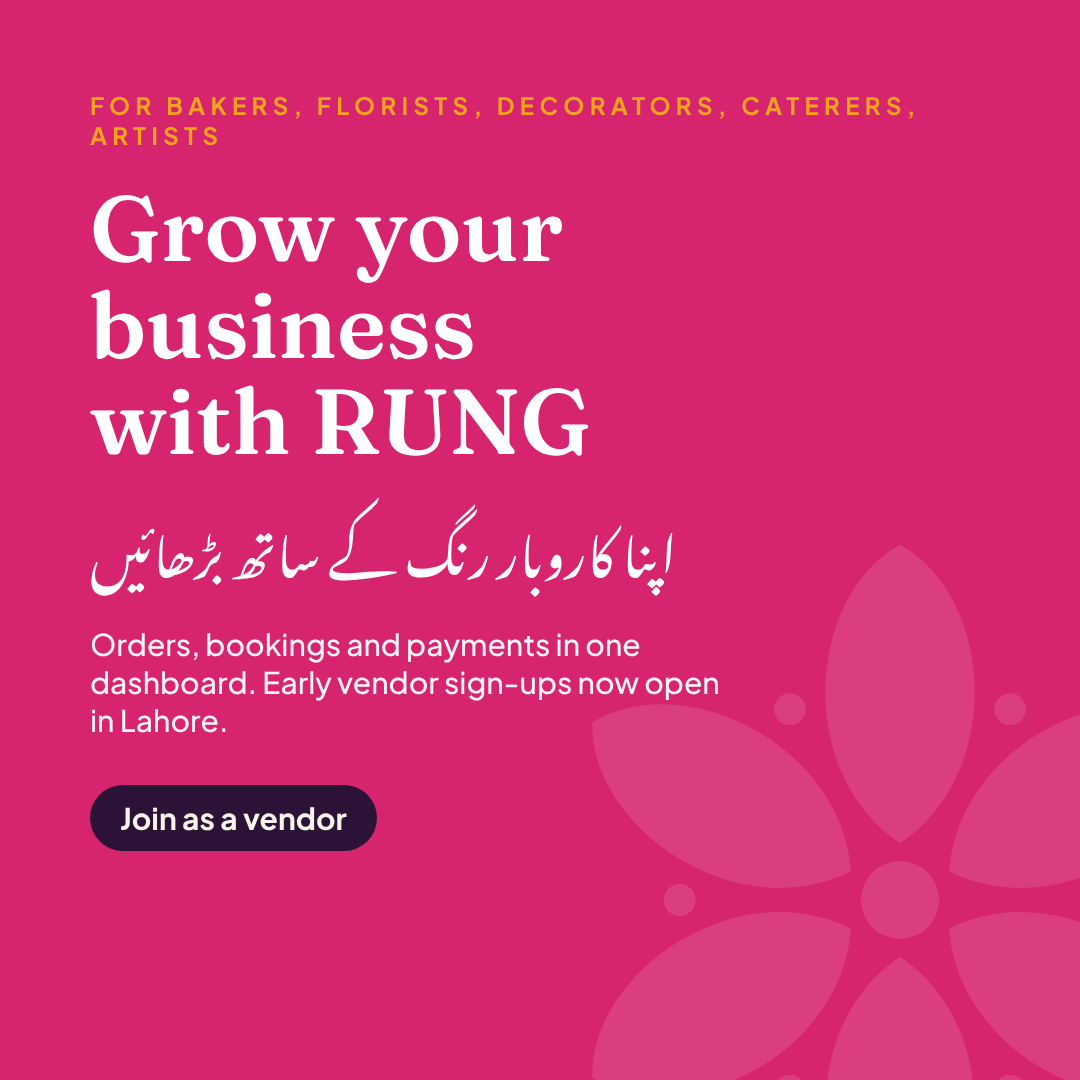 FOR BAKERS, FLORISTS, DECORATORS, CATERERS,
ARTISTS
Grow your
business
with RUNG
اپنا کاروبار رنگ کے ساتھ بڑھائیں
Orders, bookings and payments in one
dashboard. Early vendor sign-ups now open
in Lahore.
Join as a vendor